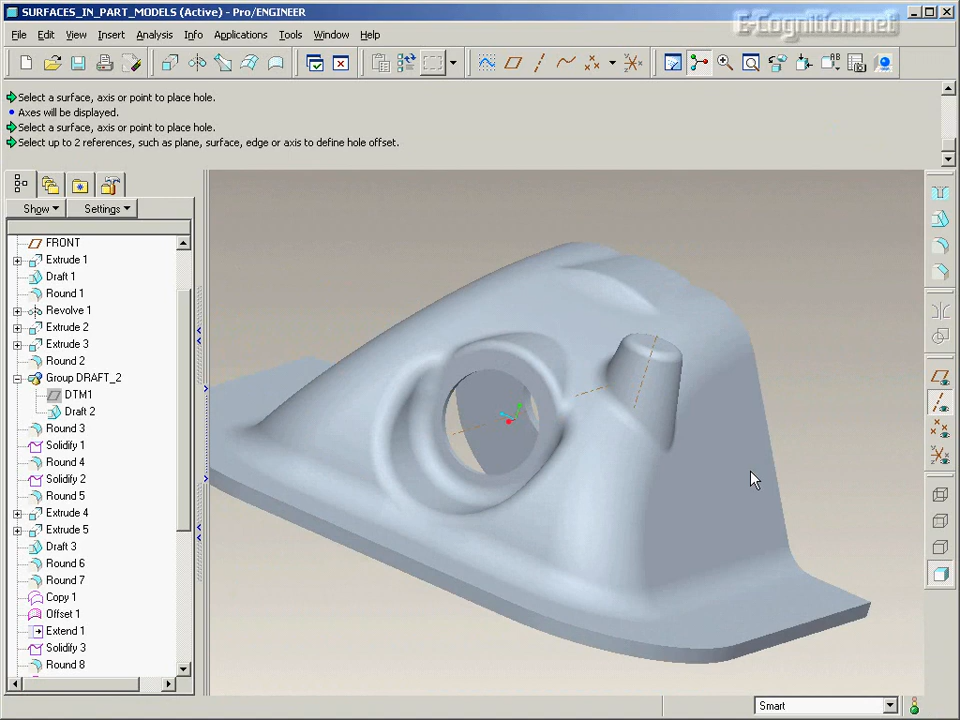 SURFACES_IN_PART_MODELS (Active) - Pro/ENGINEER
E-Cognition.net
File Edit View Insert Analysis Info Applications Tools Window Help
Select a surface, axis or point to place hole.
Axes will be displayed.
Select a surface, axis or point to place hole.
Select up to 2 references, such as plane, surface, edge or axis to define hole offset.
Show Settings
FRONT
Extrude 1
Draft 1
Round 1
Revolve 1
Extrude 2
Extrude 3
Round 2
Group DRAFT_2
DTM1
Draft 2
Round 3
Solidify 1
Round 4
Solidify 2
Round 5
Extrude 4
Extrude 5
Draft 3
Round 6
Round 7
Copy 1
Offset 1
Extend 1
Solidify 3
Round 8
Smart